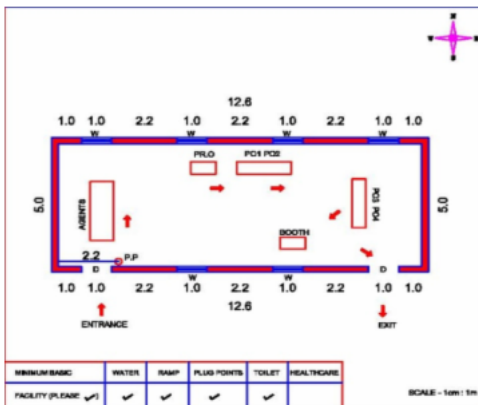 N
W E
S
12.6
1.0 1.0 2.2 1.0 2.2 1.0 2.2 1.0 1.0
W W W W
PR.O PO1 PO2
5.0 AGENTS PO3 PO4 5.0
BOOTH
2.2 P.P
D W W D
1.0 1.0 2.2 1.0 2.2 1.0 2.2 1.0 1.0
12.6
ENTRANCE EXIT
MINIMUM BASIC WATER RAMP PLUG POINTS TOILET HEALTHCARE
FACILITY (PLEASE ✓) ✓ ✓ ✓ ✓
SCALE - 1cm : 1m